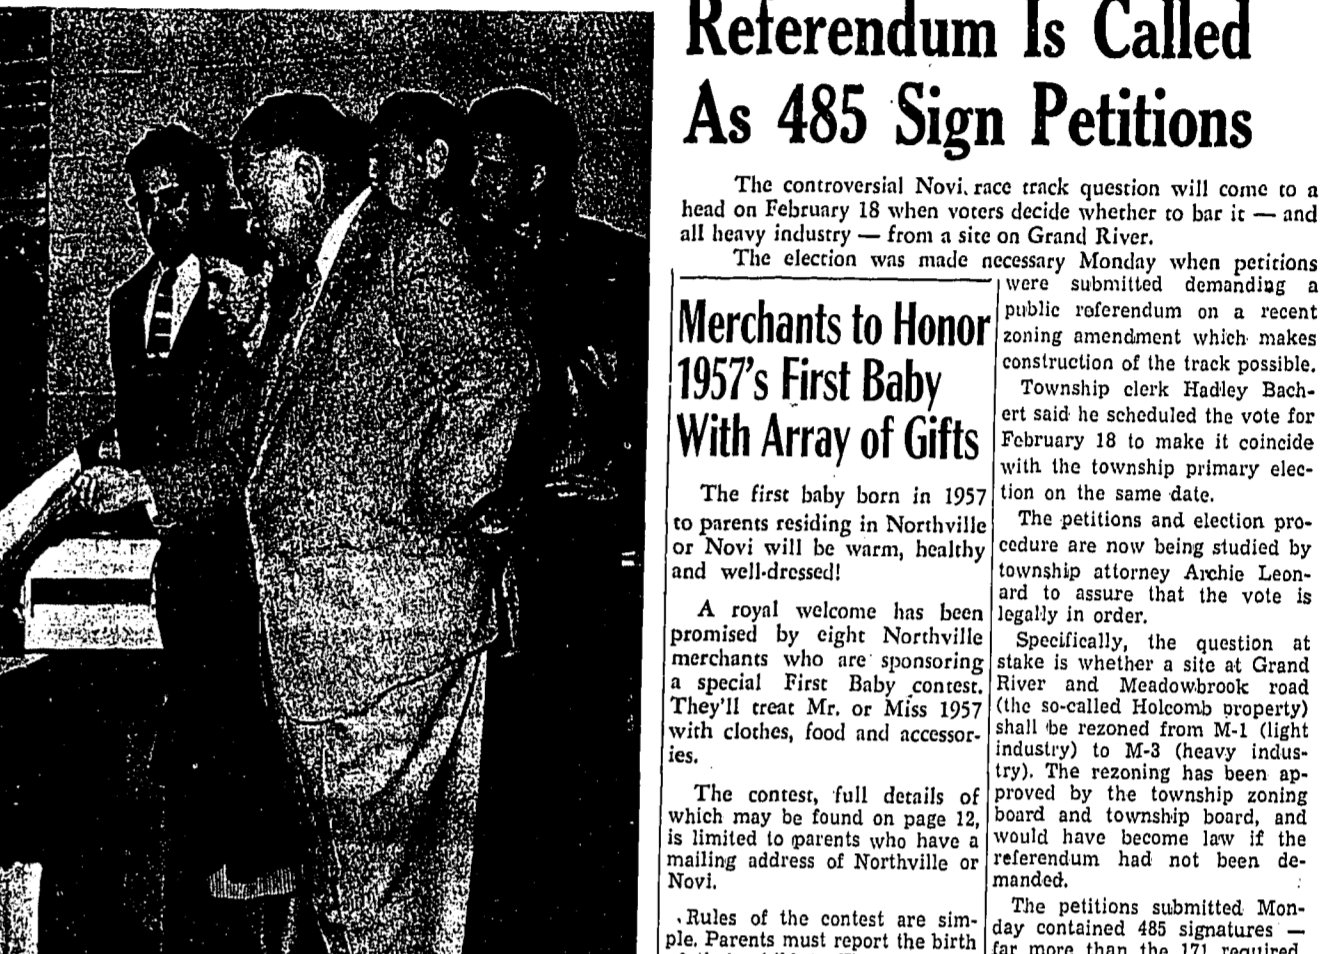 Referendum Is Called
As 485 Sign Petitions
The controversial Novi race track question will come to a
head on February 18 when voters decide whether to bar it — and
all heavy industry — from a site on Grand River.
The election was made necessary Monday when petitions
were submitted demanding a
public referendum on a recent
zoning amendment which makes
construction of the track possible.
Township clerk Hadley Bach-
ert said he scheduled the vote for
February 18 to make it coincide
with the township primary elec-
tion on the same date.
The petitions and election pro-
cedure are now being studied by
township attorney Archie Leon-
ard to assure that the vote is
legally in order.
Specifically, the question at
stake is whether a site at Grand
River and Meadowbrook road
(the so-called Holcomb property)
shall be rezoned from M-1 (light
industry) to M-3 (heavy indus-
try). The rezoning has been ap-
proved by the township zoning
board and township board, and
would have become law if the
referendum had not been de-
manded.
The petitions submitted Mon-
day contained 485 signatures —
far more than the 171 required
Merchants to Honor
1957's First Baby
With Array of Gifts
The first baby born in 1957
to parents residing in Northville
or Novi will be warm, healthy
and well-dressed!
A royal welcome has been
promised by eight Northville
merchants who are sponsoring
a special First Baby contest.
They'll treat Mr. or Miss 1957
with clothes, food and accessor-
ies.
The contest, full details of
which may be found on page 12,
is limited to parents who have a
mailing address of Northville or
Novi.
Rules of the contest are sim-
ple. Parents must report the birth